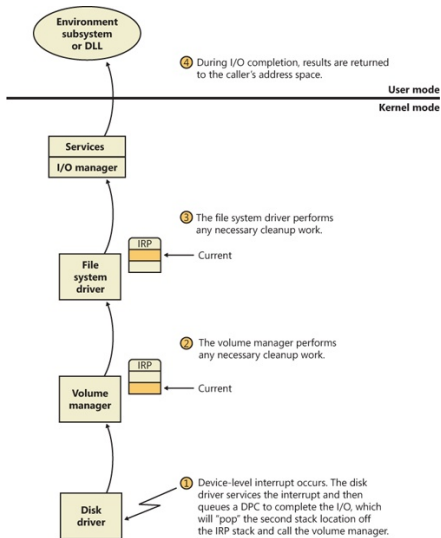 Environment
subsystem
or DLL
4 During I/O completion, results are returned
to the caller's address space.
User mode
Kernel mode
Services
I/O manager
3 The file system driver performs
any necessary cleanup work.
IRP
Current
File
system
driver
2 The volume manager performs
any necessary cleanup work.
IRP
Current
Volume
manager
1 Device-level interrupt occurs. The disk
driver services the interrupt and then
queues a DPC to complete the I/O, which
will "pop" the second stack location off
the IRP stack and call the volume manager.
Disk
driver